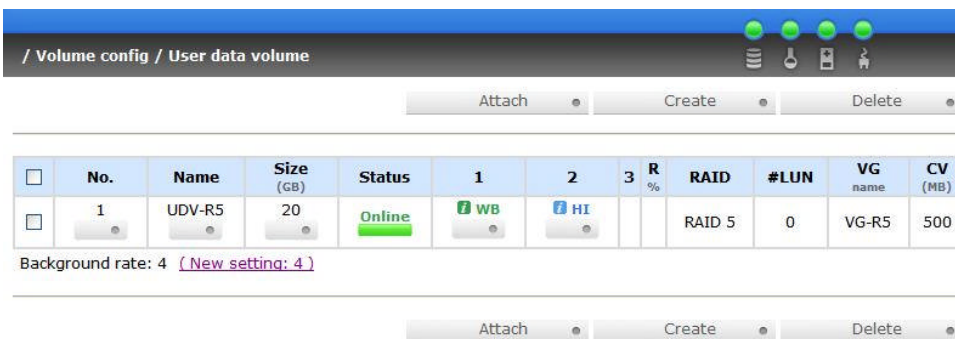 / Volume config / User data volume
Attach Create Delete
No. Name Size (GB) Status 1 2 3 R % RAID #LUN VG name CV (MB)
1 UDV-R5 20 Online i WB i HI RAID 5 0 VG-R5 500
Background rate: 4 ( New setting: 4 )
Attach Create Delete